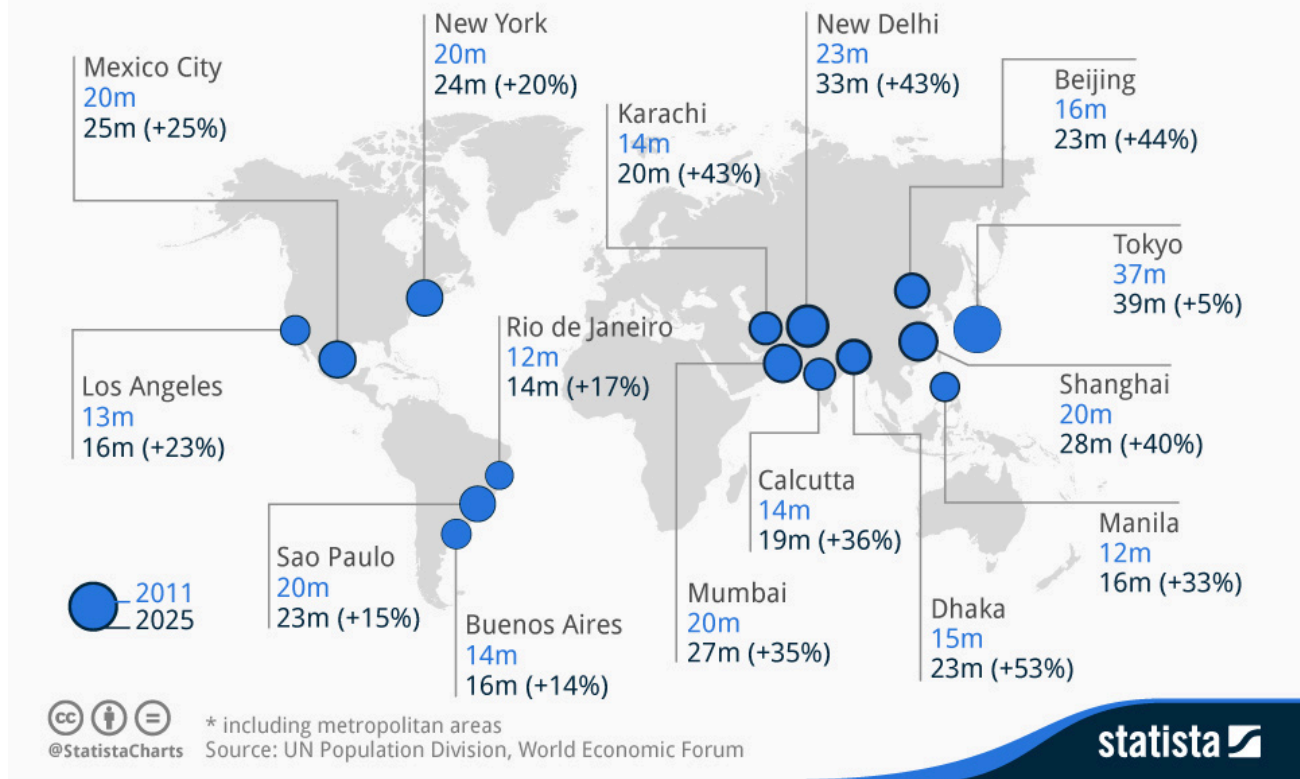 New York
20m
24m (+20%)
New Delhi
23m
33m (+43%)
Mexico City
20m
25m (+25%)
Beijing
16m
23m (+44%)
Karachi
14m
20m (+43%)
Tokyo
37m
39m (+5%)
Rio de Janeiro
12m
14m (+17%)
Los Angeles
13m
16m (+23%)
Shanghai
20m
28m (+40%)
Calcutta
14m
19m (+36%)
Manila
12m
16m (+33%)
Sao Paulo
20m
23m (+15%)
Mumbai
20m
27m (+35%)
Dhaka
15m
23m (+53%)
Buenos Aires
14m
16m (+14%)
2011
2025
cc
@StatistaCharts
* including metropolitan areas
Source: UN Population Division, World Economic Forum
statista